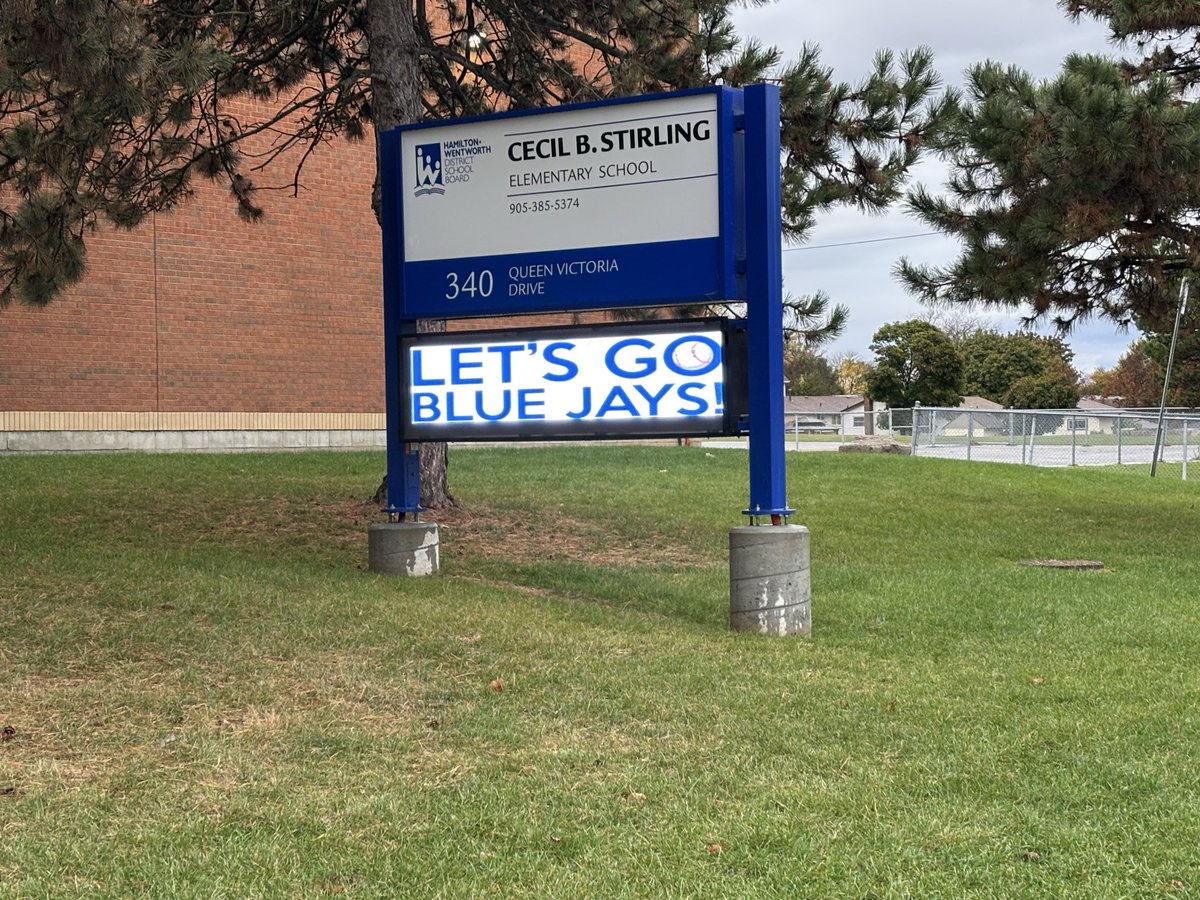 HAMILTON-
WENTWORTH
DISTRICT
SCHOOL
BOARD
CECIL B. STIRLING
ELEMENTARY SCHOOL
905-385-5374
340 QUEEN VICTORIA
DRIVE
LET'S GO
BLUE JAYS!